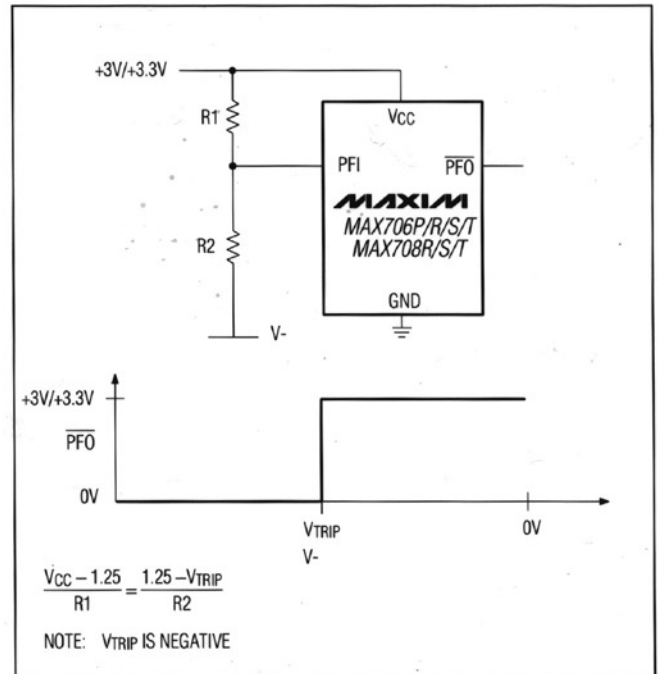 +3V/+3.3V
R1
VCC
PFI
PFO
MAXIM
MAX706P/R/S/T
MAX708R/S/T
R2
GND
V-
+3V/+3.3V
PFO
0V
VTRIP
0V
V-
VCC – 1.25
R1
=
1.25 –VTRIP
R2
NOTE: VTRIP IS NEGATIVE